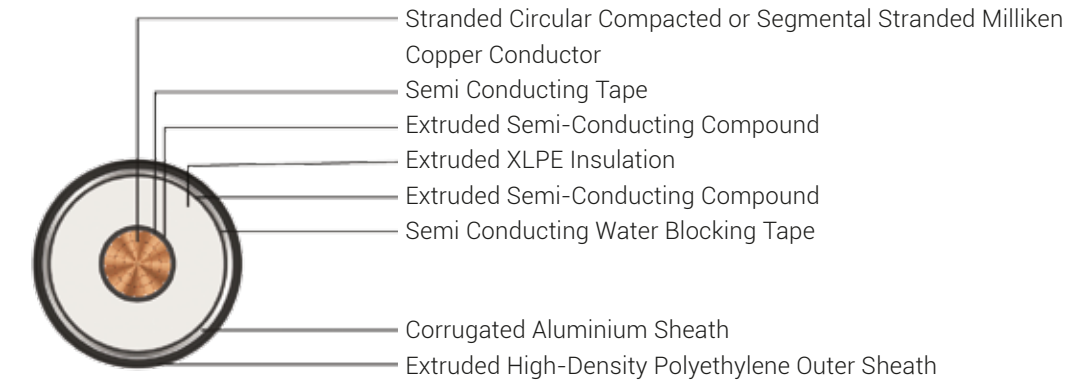 Stranded Circular Compacted or Segmental Stranded Milliken
Copper Conductor
Semi Conducting Tape
Extruded Semi-Conducting Compound
Extruded XLPE Insulation
Extruded Semi-Conducting Compound
Semi Conducting Water Blocking Tape
Corrugated Aluminium Sheath
Extruded High-Density Polyethylene Outer Sheath